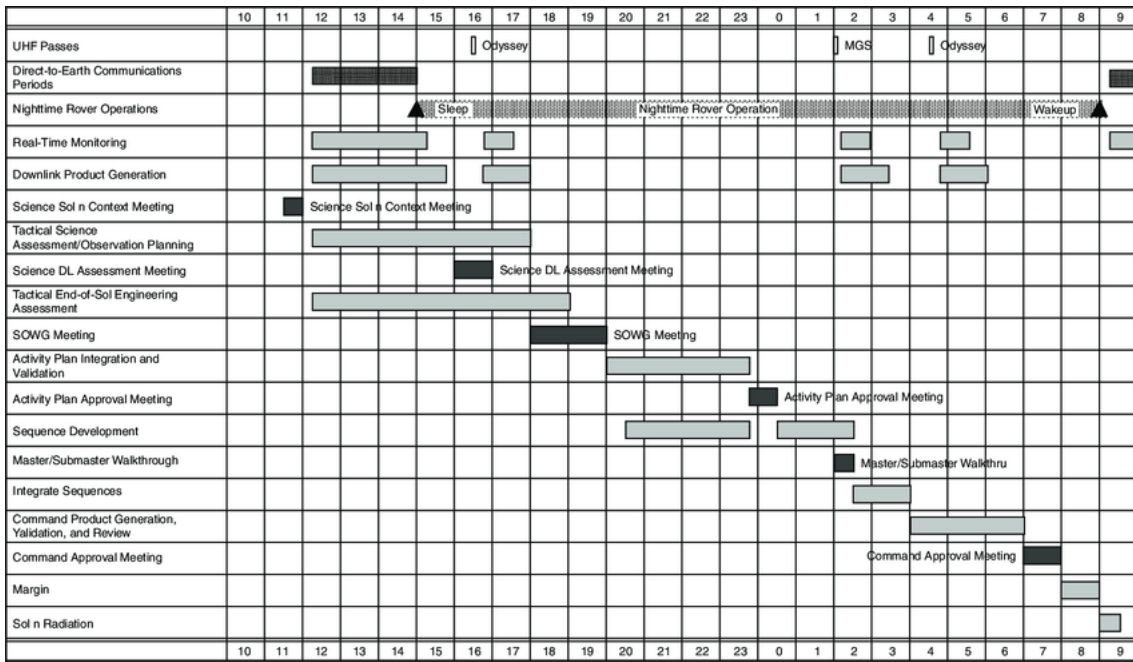 10 11 12 13 14 15 16 17 18 19 20 21 22 23 0 1 2 3 4 5 6 7 8 9
UHF Passes
Odyssey
MGS
Odyssey
Direct-to-Earth Communications
Periods
Nighttime Rover Operations
Sleep
Nighttime Rover Operation
Wakeup
Real-Time Monitoring
Downlink Product Generation
Science Sol n Context Meeting
Science Sol n Context Meeting
Tactical Science
Assessment/Observation Planning
Science DL Assessment Meeting
Science DL Assessment Meeting
Tactical End-of-Sol Engineering
Assessment
SOWG Meeting
SOWG Meeting
Activity Plan Integration and
Validation
Activity Plan Approval Meeting
Activity Plan Approval Meeting
Sequence Development
Master/Submaster Walkthrough
Master/Submaster Walkthru
Integrate Sequences
Command Product Generation,
Yalidation, and Review
Command Approval Meeting
Command Approval Meeting
Margin
Sol n Radiation
10 11 12 13 14 15 16 17 18 19 20 21 22 23 0 1 2 3 4 5 6 7 8 9